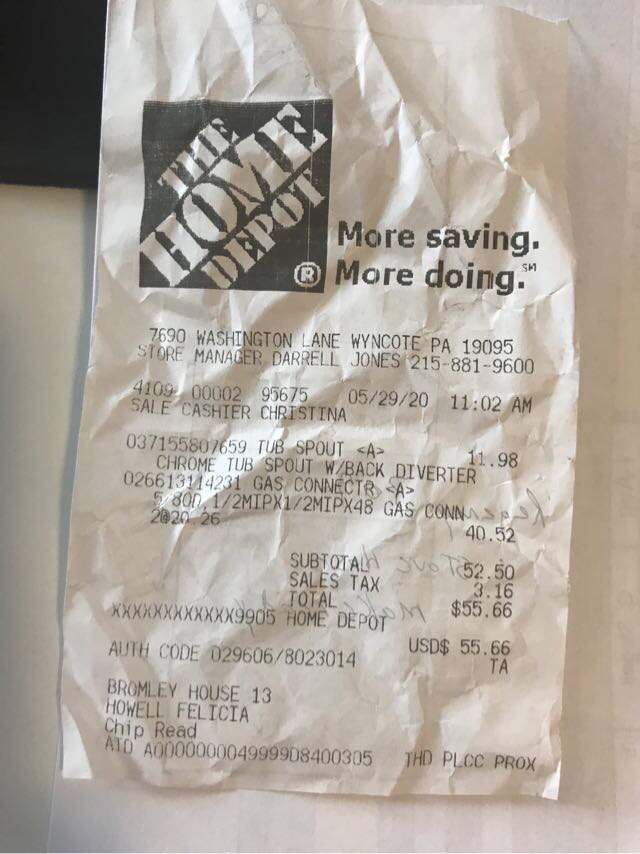 THE
HOME
DEPOT
®
More saving.
More doing.℠
7690 WASHINGTON LANE WYNCOTE PA 19095
STORE MANAGER DARRELL JONES 215-881-9600
4109 00002 95675 05/29/20 11:02 AM
SALE CASHIER CHRISTINA
037155807659 TUB SPOUT <A> 11.98
CHROME TUB SPOUT W/BACK DIVERTER
026613114231 GAS CONNECTR <A>
5/8OD,1/2MIPX1/2MIPX48 GAS CONN
2@20.26 40.52
SUBTOTAL 52.50
SALES TAX 3.16
TOTAL $55.66
XXXXXXXXXXXX9905 HOME DEPOT
USD$ 55.66
AUTH CODE 029606/8023014 TA
BROMLEY HOUSE 13
HOWELL FELICIA
Chip Read
AID A0000000049999D8400305 THD PLCC PROX